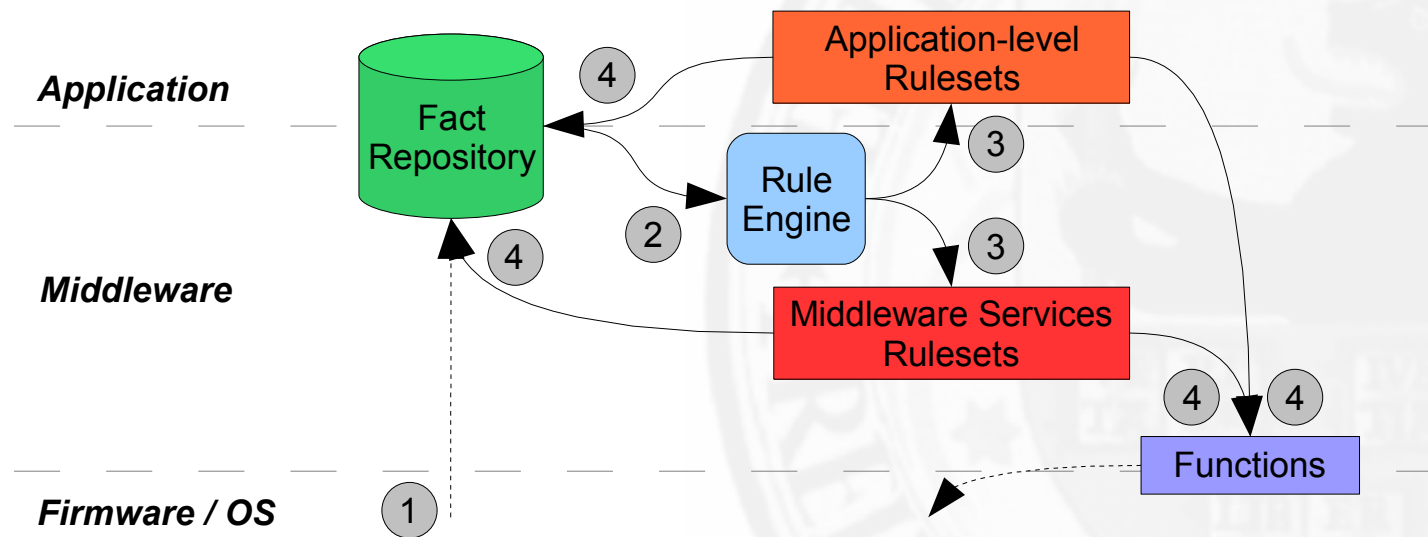 Application
Fact
Repository
4
Application-level
Rulesets
3
Rule
Engine
2
3
4
Middleware
Middleware Services
Rulesets
4
4
Functions
Firmware / OS
1